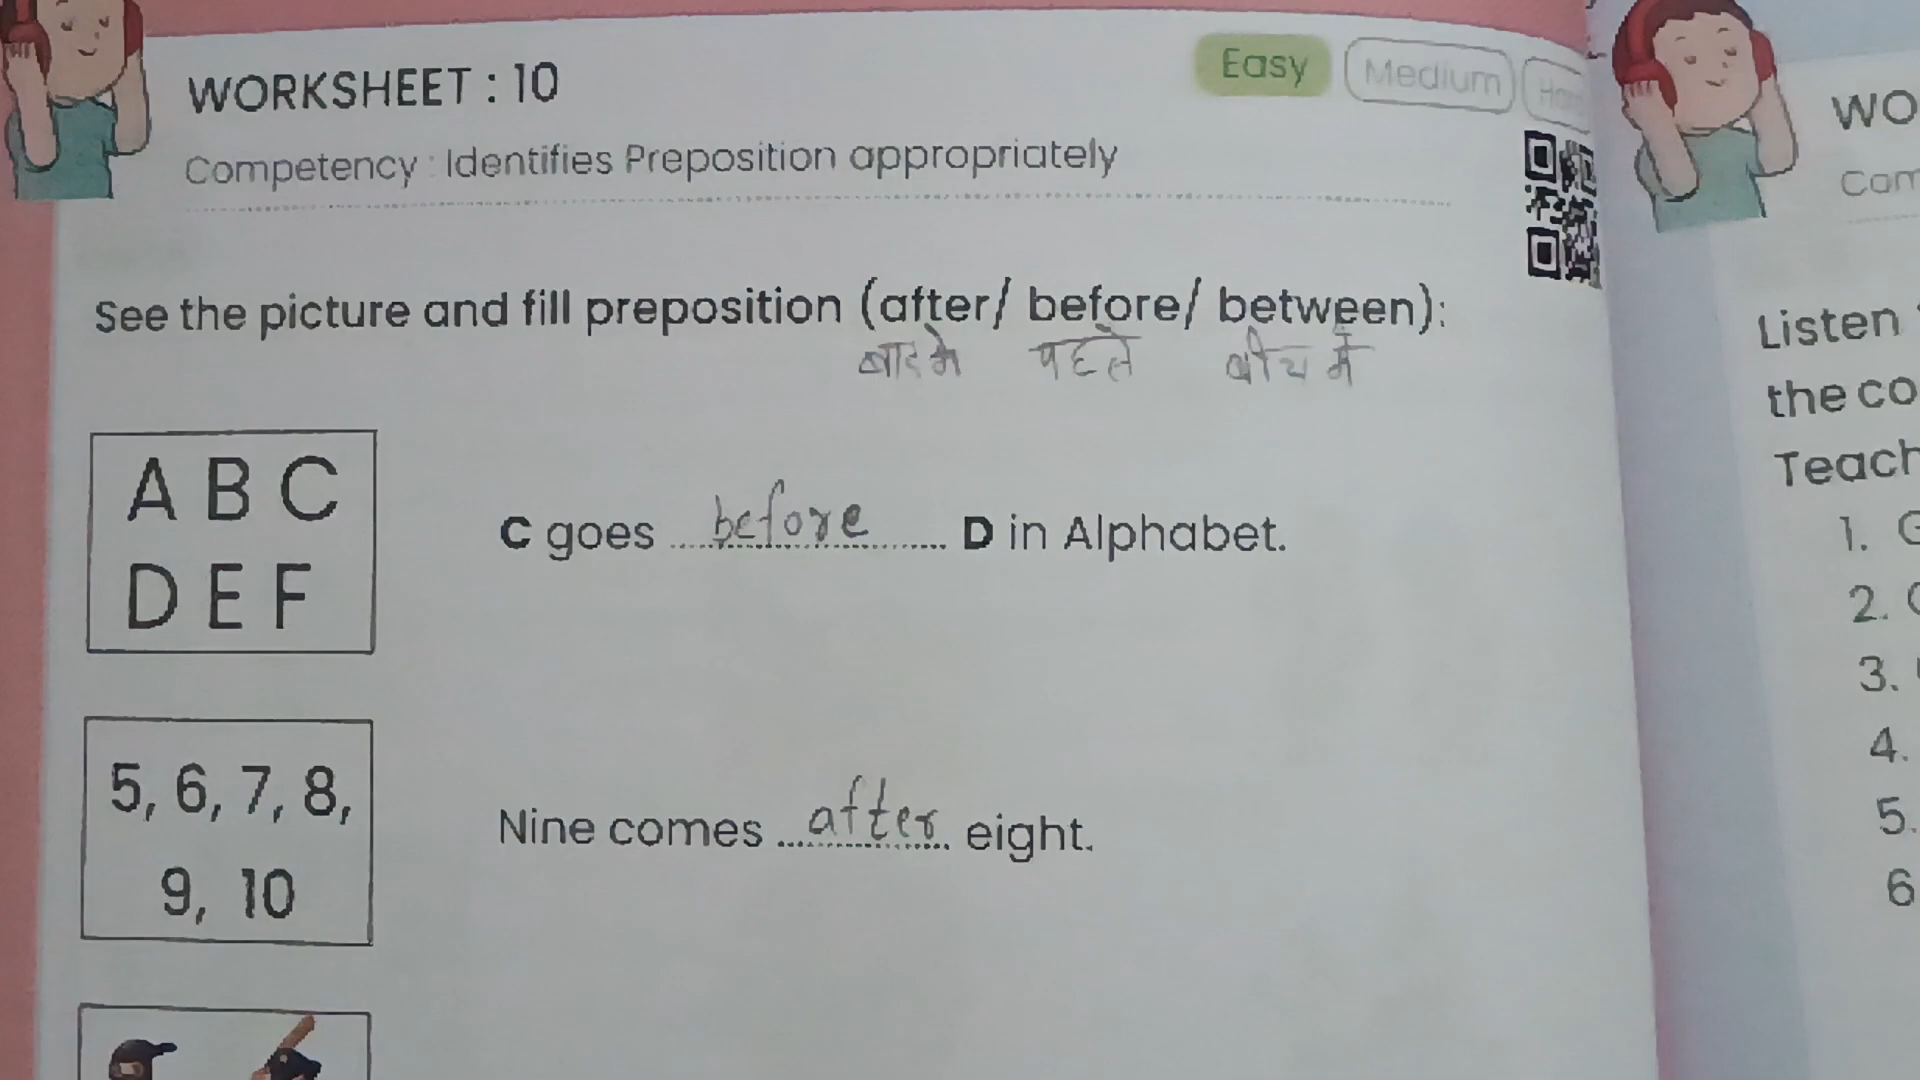 WORKSHEET : 10
Easy
Medium
Competency : Identifies Preposition appropriately
See the picture and fill preposition (after/ before/ between):
बाद मे पहले बीच में
A B C
D E F
C goes before D in Alphabet.
5, 6, 7, 8,
9, 10
Nine comes after eight.
WO
Com
Listen
the co
Teach
1. G
2.
3.
4.
5.
6